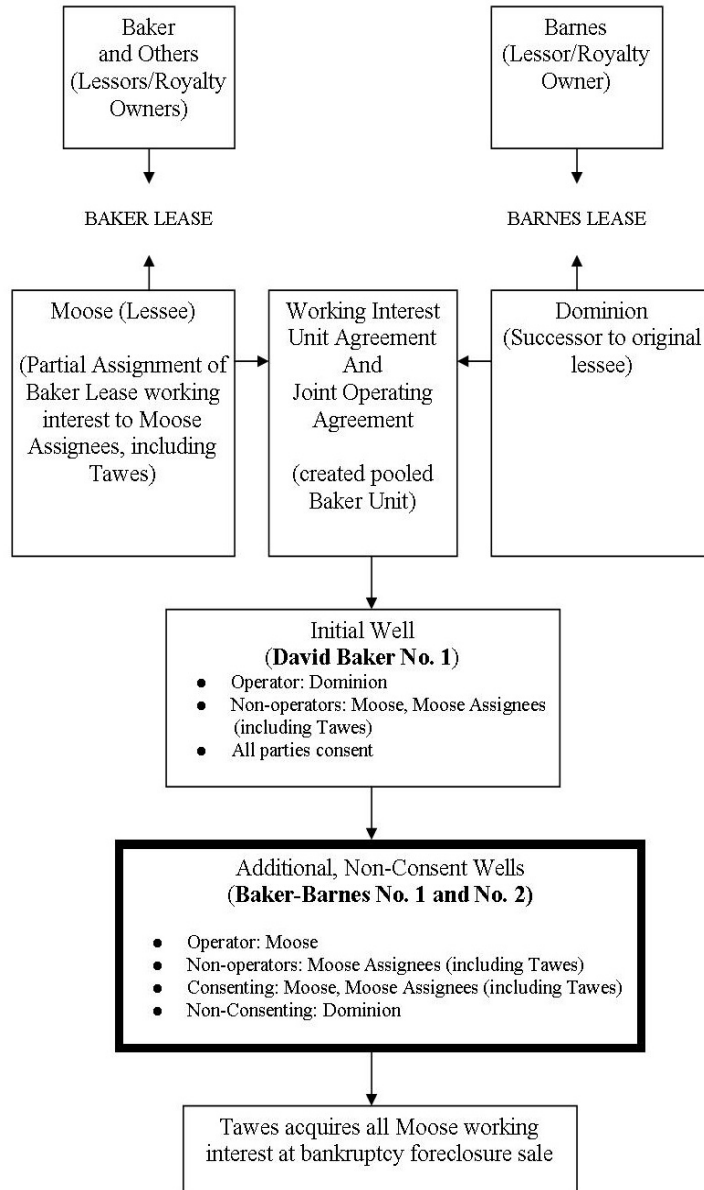 Baker
and Others
(Lessors/Royalty
Owners)
Barnes
(Lessor/Royalty
Owner)
BAKER LEASE
BARNES LEASE
Moose (Lessee)
(Partial Assignment of
Baker Lease working
interest to Moose
Assignees, including
Tawes)
Working Interest
Unit Agreement
And
Joint Operating
Agreement
(created pooled
Baker Unit)
Dominion
(Successor to original
lessee)
Initial Well
(David Baker No. 1)
● Operator: Dominion
● Non-operators: Moose, Moose Assignees
(including Tawes)
● All parties consent
Additional, Non-Consent Wells
(Baker-Barnes No. 1 and No. 2)
● Operator: Moose
● Non-operators: Moose Assignees (including Tawes)
● Consenting: Moose, Moose Assignees (including Tawes)
● Non-Consenting: Dominion
Tawes acquires all Moose working
interest at bankruptcy foreclosure sale